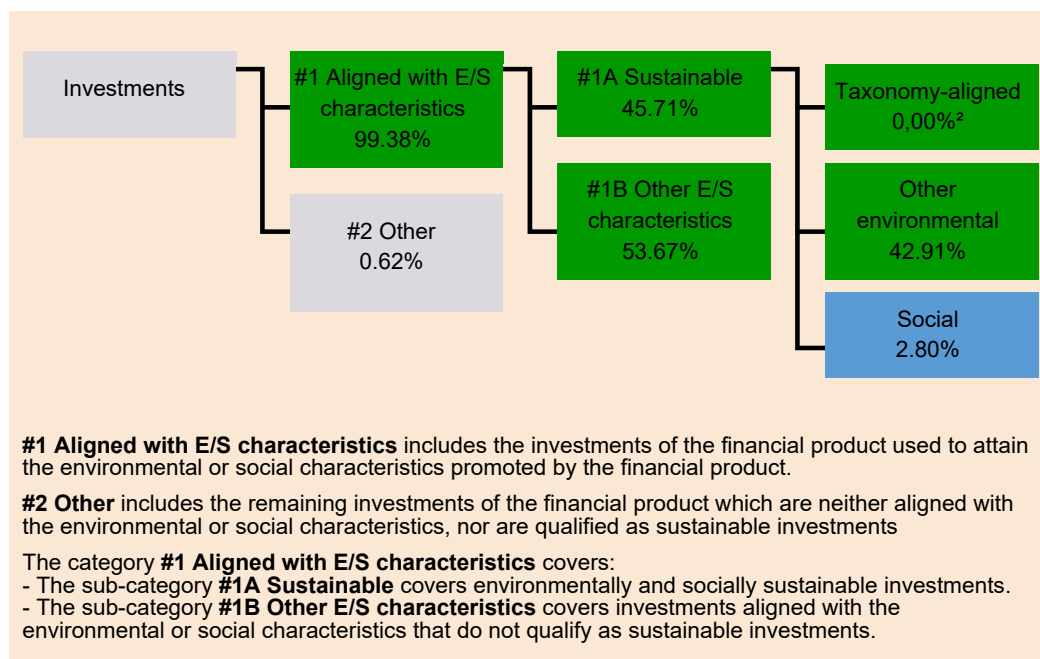 Investments
#1 Aligned with E/S
characteristics
99.38%
#2 Other
0.62%
#1A Sustainable
45.71%
#1B Other E/S
characteristics
53.67%
Taxonomy-aligned
0,00%²
Other
environmental
42.91%
Social
2.80%
#1 Aligned with E/S characteristics includes the investments of the financial product used to attain
the environmental or social characteristics promoted by the financial product.
#2 Other includes the remaining investments of the financial product which are neither aligned with
the environmental or social characteristics, nor are qualified as sustainable investments
The category #1 Aligned with E/S characteristics covers:
- The sub-category #1A Sustainable covers environmentally and socially sustainable investments.
- The sub-category #1B Other E/S characteristics covers investments aligned with the
environmental or social characteristics that do not qualify as sustainable investments.